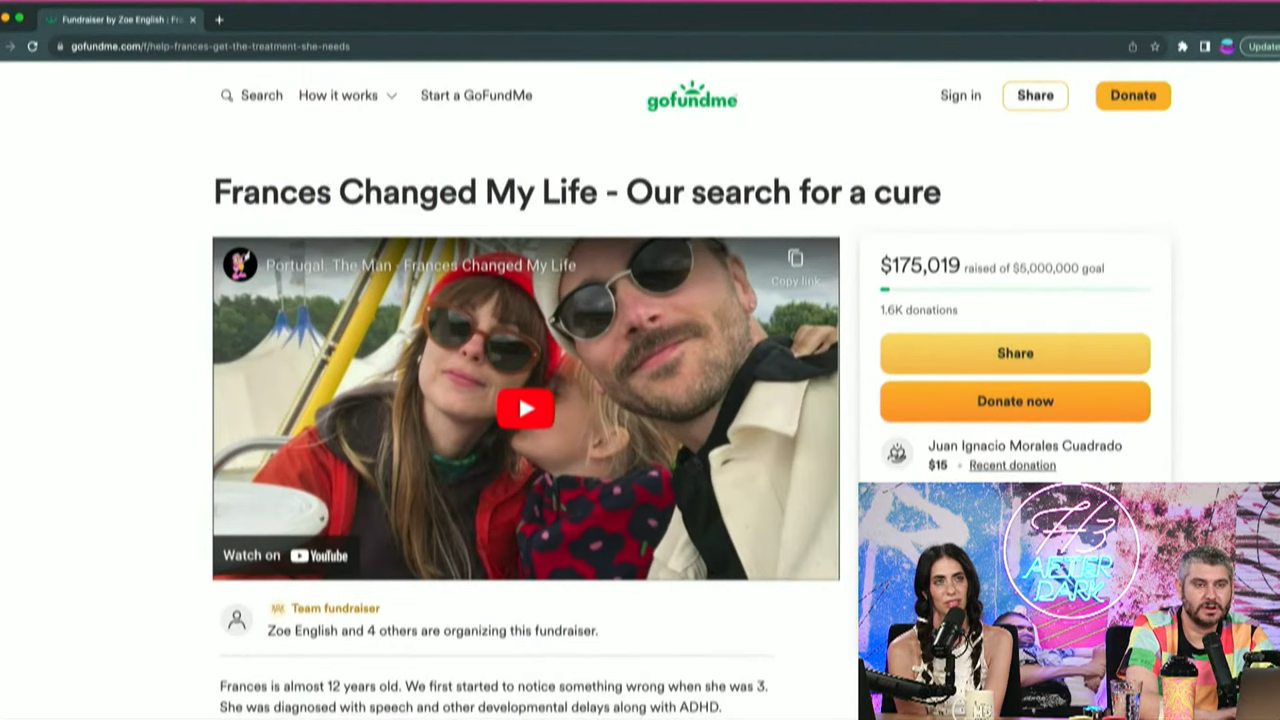 Fundraiser by Zoe English | Fr
gofundme.com/f/help-frances-get-the-treatment-she-needs
Update
Search
How it works
Start a GoFundMe
gofundme
Sign in
Share
Donate
Frances Changed My Life - Our search for a cure
Portugal. The Man - Frances Changed My Life
Copy link
Watch on YouTube
$175,019 raised of $5,000,000 goal
1.6K donations
Share
Donate now
Juan Ignacio Morales Cuadrado
$15 • Recent donation
Team fundraiser
Zoe English and 4 others are organizing this fundraiser.
Frances is almost 12 years old. We first started to notice something wrong when she was 3.
She was diagnosed with speech and other developmental delays along with ADHD.
H3
AFTER
DARK